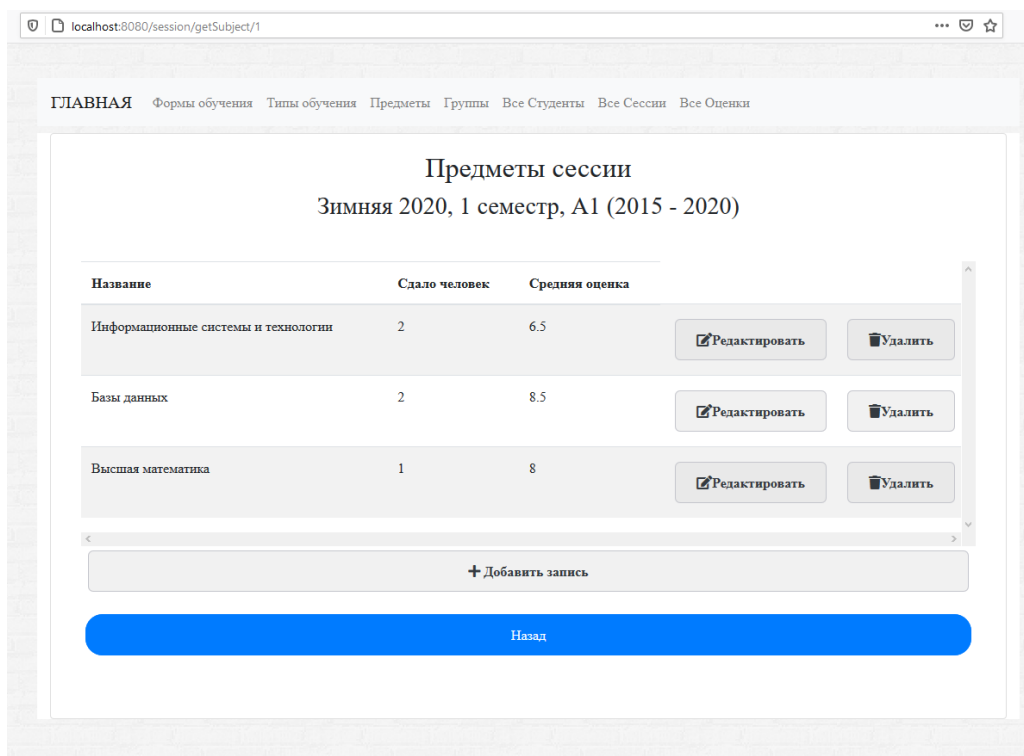 localhost:8080/session/getSubject/1
ГЛАВНАЯ Формы обучения Типы обучения Предметы Группы Все Студенты Все Сессии Все Оценки
Предметы сессии
Зимняя 2020, 1 семестр, А1 (2015 - 2020)
Название Сдало человек Средняя оценка
Информационные системы и технологии 2 6.5 Редактировать Удалить
Базы данных 2 8.5 Редактировать Удалить
Высшая математика 1 8 Редактировать Удалить
Добавить запись
Назад